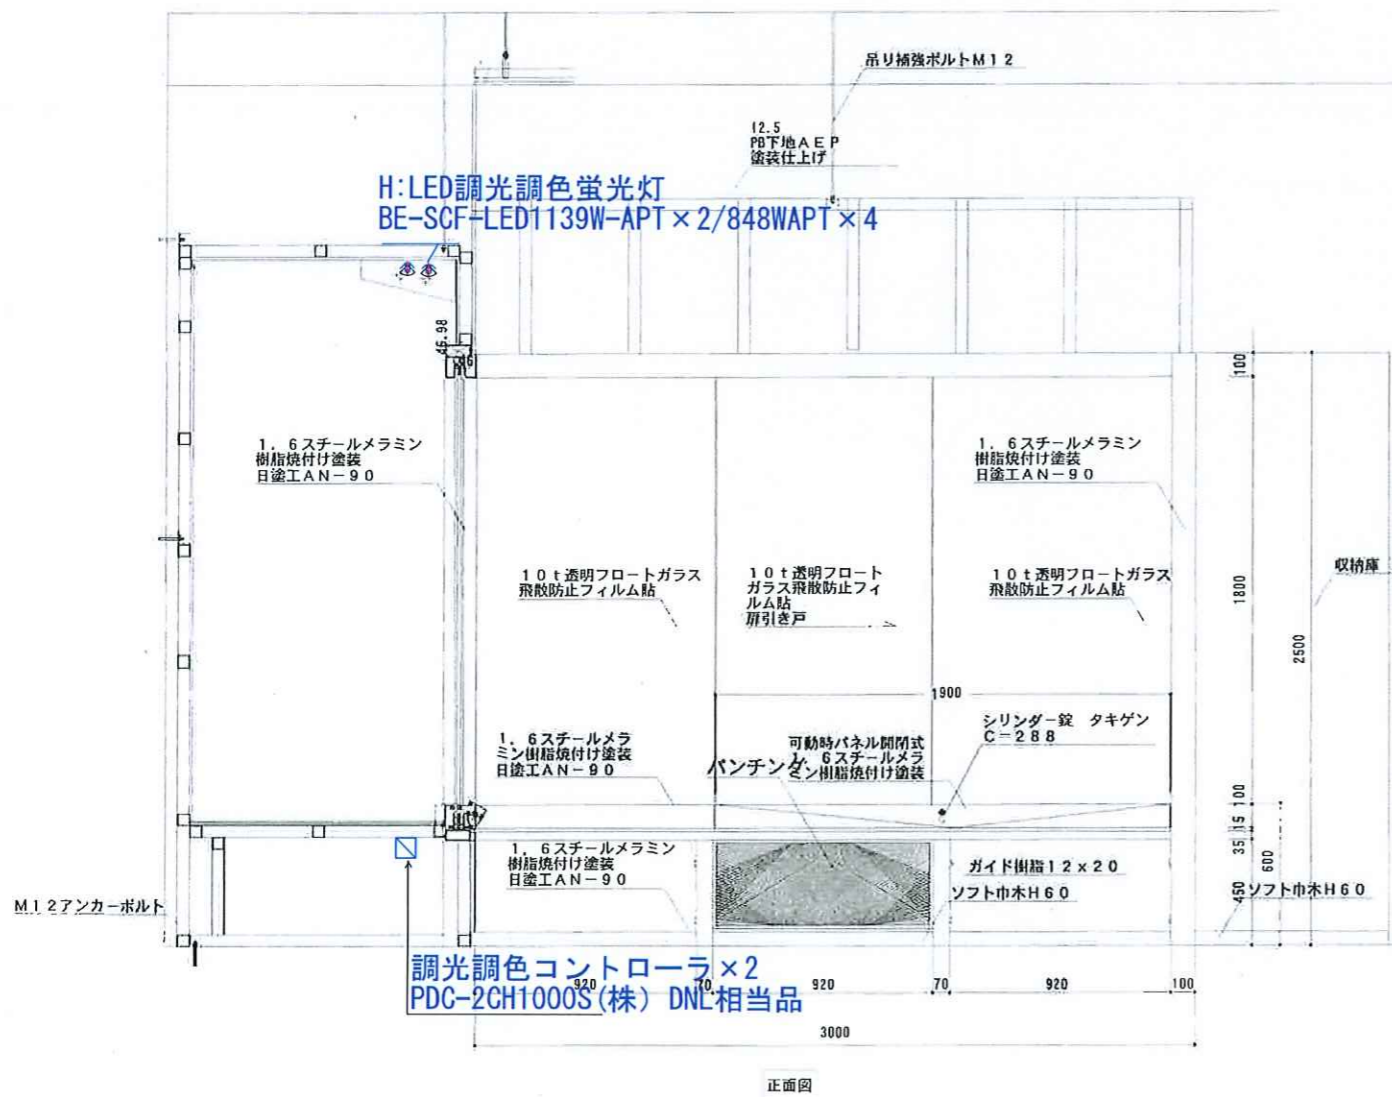 吊り補強ボルトM12
12.5
PB下地AEP
塗装仕上げ
H:LED調光調色蛍光灯
BE-SCF-LED1139W-APT×2/848WAPT×4
46.98
100
1．6スチールメラミン
樹脂焼付け塗装
日塗工AN-90
1．6スチールメラミン
樹脂焼付け塗装
日塗工AN-90
10t透明フロートガラス
飛散防止フィルム貼
10t透明フロート
ガラス飛散防止フィ
ルム貼
扉引き戸
10t透明フロートガラス
飛散防止フィルム貼
収納庫
1800
2500
1900
シリンダー錠 タキゲン
C-288
1．6スチールメラ
ミン樹脂焼付け塗装
日塗工AN-90
可動時パネル開閉式
1．6スチールメラ
ミン樹脂焼付け塗装
パンチング
100
15
35
600
450
1．6スチールメラミン
樹脂焼付け塗装
日塗工AN-90
ガイド樹脂12x20
ソフト巾木H60
ソフト巾木H60
M12アンカーボルト
調光調色コントローラ×2
PDC-2CH1000S(株) DNL相当品
920
70
920
70
920
100
3000
正面図